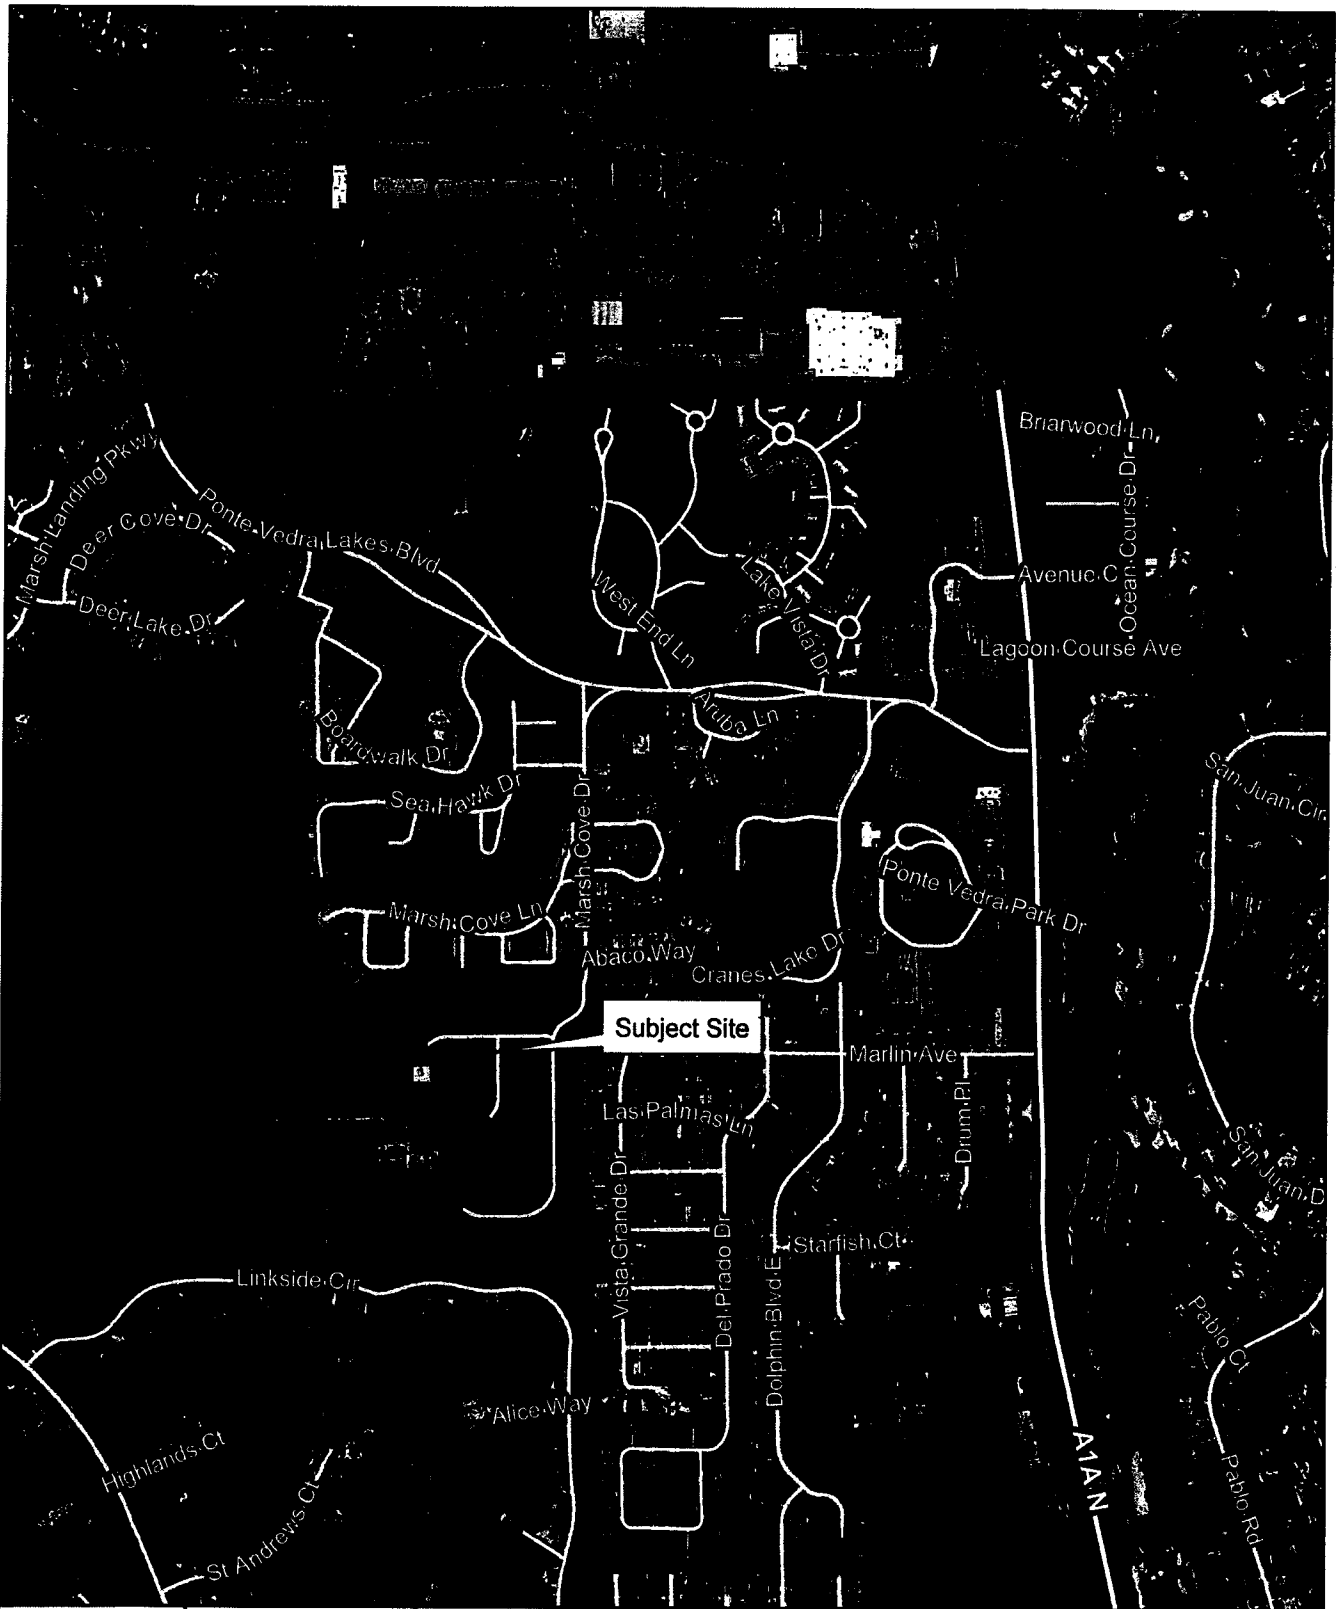 Briarwood Ln
Marsh Landing Pkwy
Ocean Course Dr
Ponte Vedra Lakes Blvd
Deer Cove Dr
Avenue C
Deer Lake Dr
West End Ln
Lake Vista Dr
Lagoon Course Ave
Aruba Ln
Boardwalk Dr
San Juan Cir
Sea Hawk Dr
Marsh Cove Dr
Ponte Vedra Park Dr
Marsh Cove Ln
Abaco Way
Cranes Lake Dr
Subject Site
Marlin Ave
Las Palmas Ln
Drum Pl
San Juan D
Vista Grande Dr
Del Prado Dr
Starfish Ct
Dolphin Blvd E
Linkside Cir
Pablo Ct
Alice Way
Highlands Ct
A1A N
St Andrews Ct
Pablo Rd